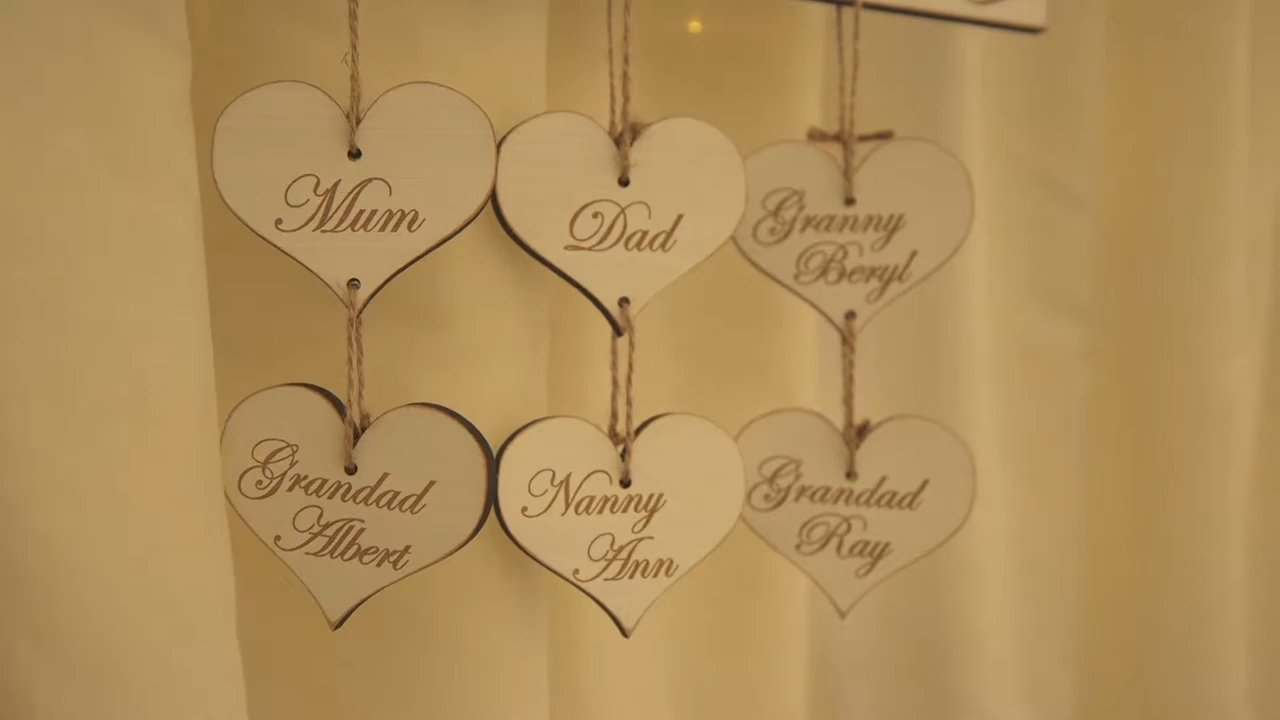 Mum
Dad
Granny
Beryl
Grandad
Albert
Nanny
Ann
Grandad
Ray